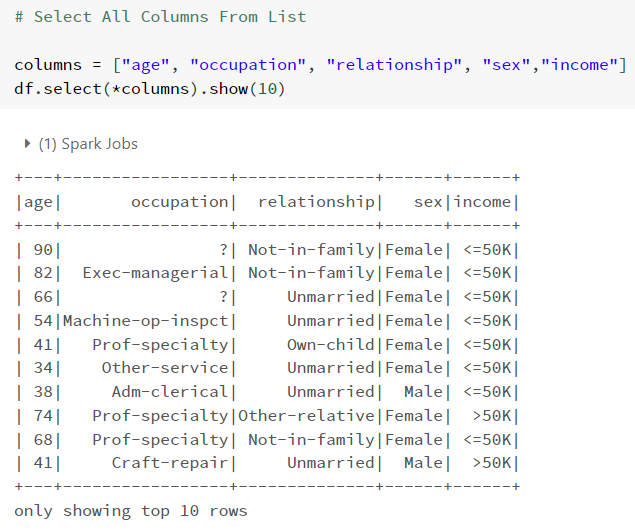 # Select All Columns From List
columns = ["age", "occupation", "relationship", "sex","income"]
df.select(*columns).show(10)
(1) Spark Jobs
+---+-----------------+--------------+------+------+
|age|       occupation|  relationship|   sex|income|
+---+-----------------+--------------+------+------+
| 90|                ?| Not-in-family|Female| <=50K|
| 82|  Exec-managerial| Not-in-family|Female| <=50K|
| 66|                ?|     Unmarried|Female| <=50K|
| 54|Machine-op-inspct|     Unmarried|Female| <=50K|
| 41|   Prof-specialty|     Own-child|Female| <=50K|
| 34|    Other-service|     Unmarried|Female| <=50K|
| 38|     Adm-clerical|     Unmarried|  Male| <=50K|
| 74|   Prof-specialty|Other-relative|Female|  >50K|
| 68|   Prof-specialty| Not-in-family|Female| <=50K|
| 41|     Craft-repair|     Unmarried|  Male|  >50K|
+---+-----------------+--------------+------+------+
only showing top 10 rows